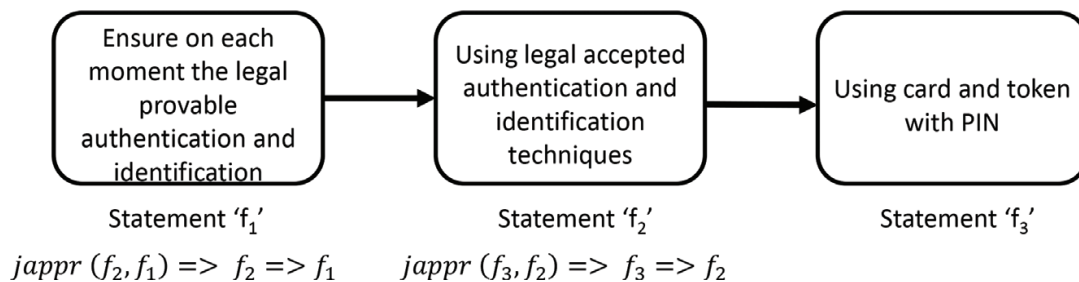 Ensure on each
moment the legal
provable
authentication and
identification
Using legal accepted
authentication and
identification
techniques
Using card and token
with PIN
Statement ‘f₁’
Statement ‘f₂’
Statement ‘f₃’
jappr (f₂, f₁) => f₂ => f₁
jappr (f₃, f₂) => f₃ => f₂